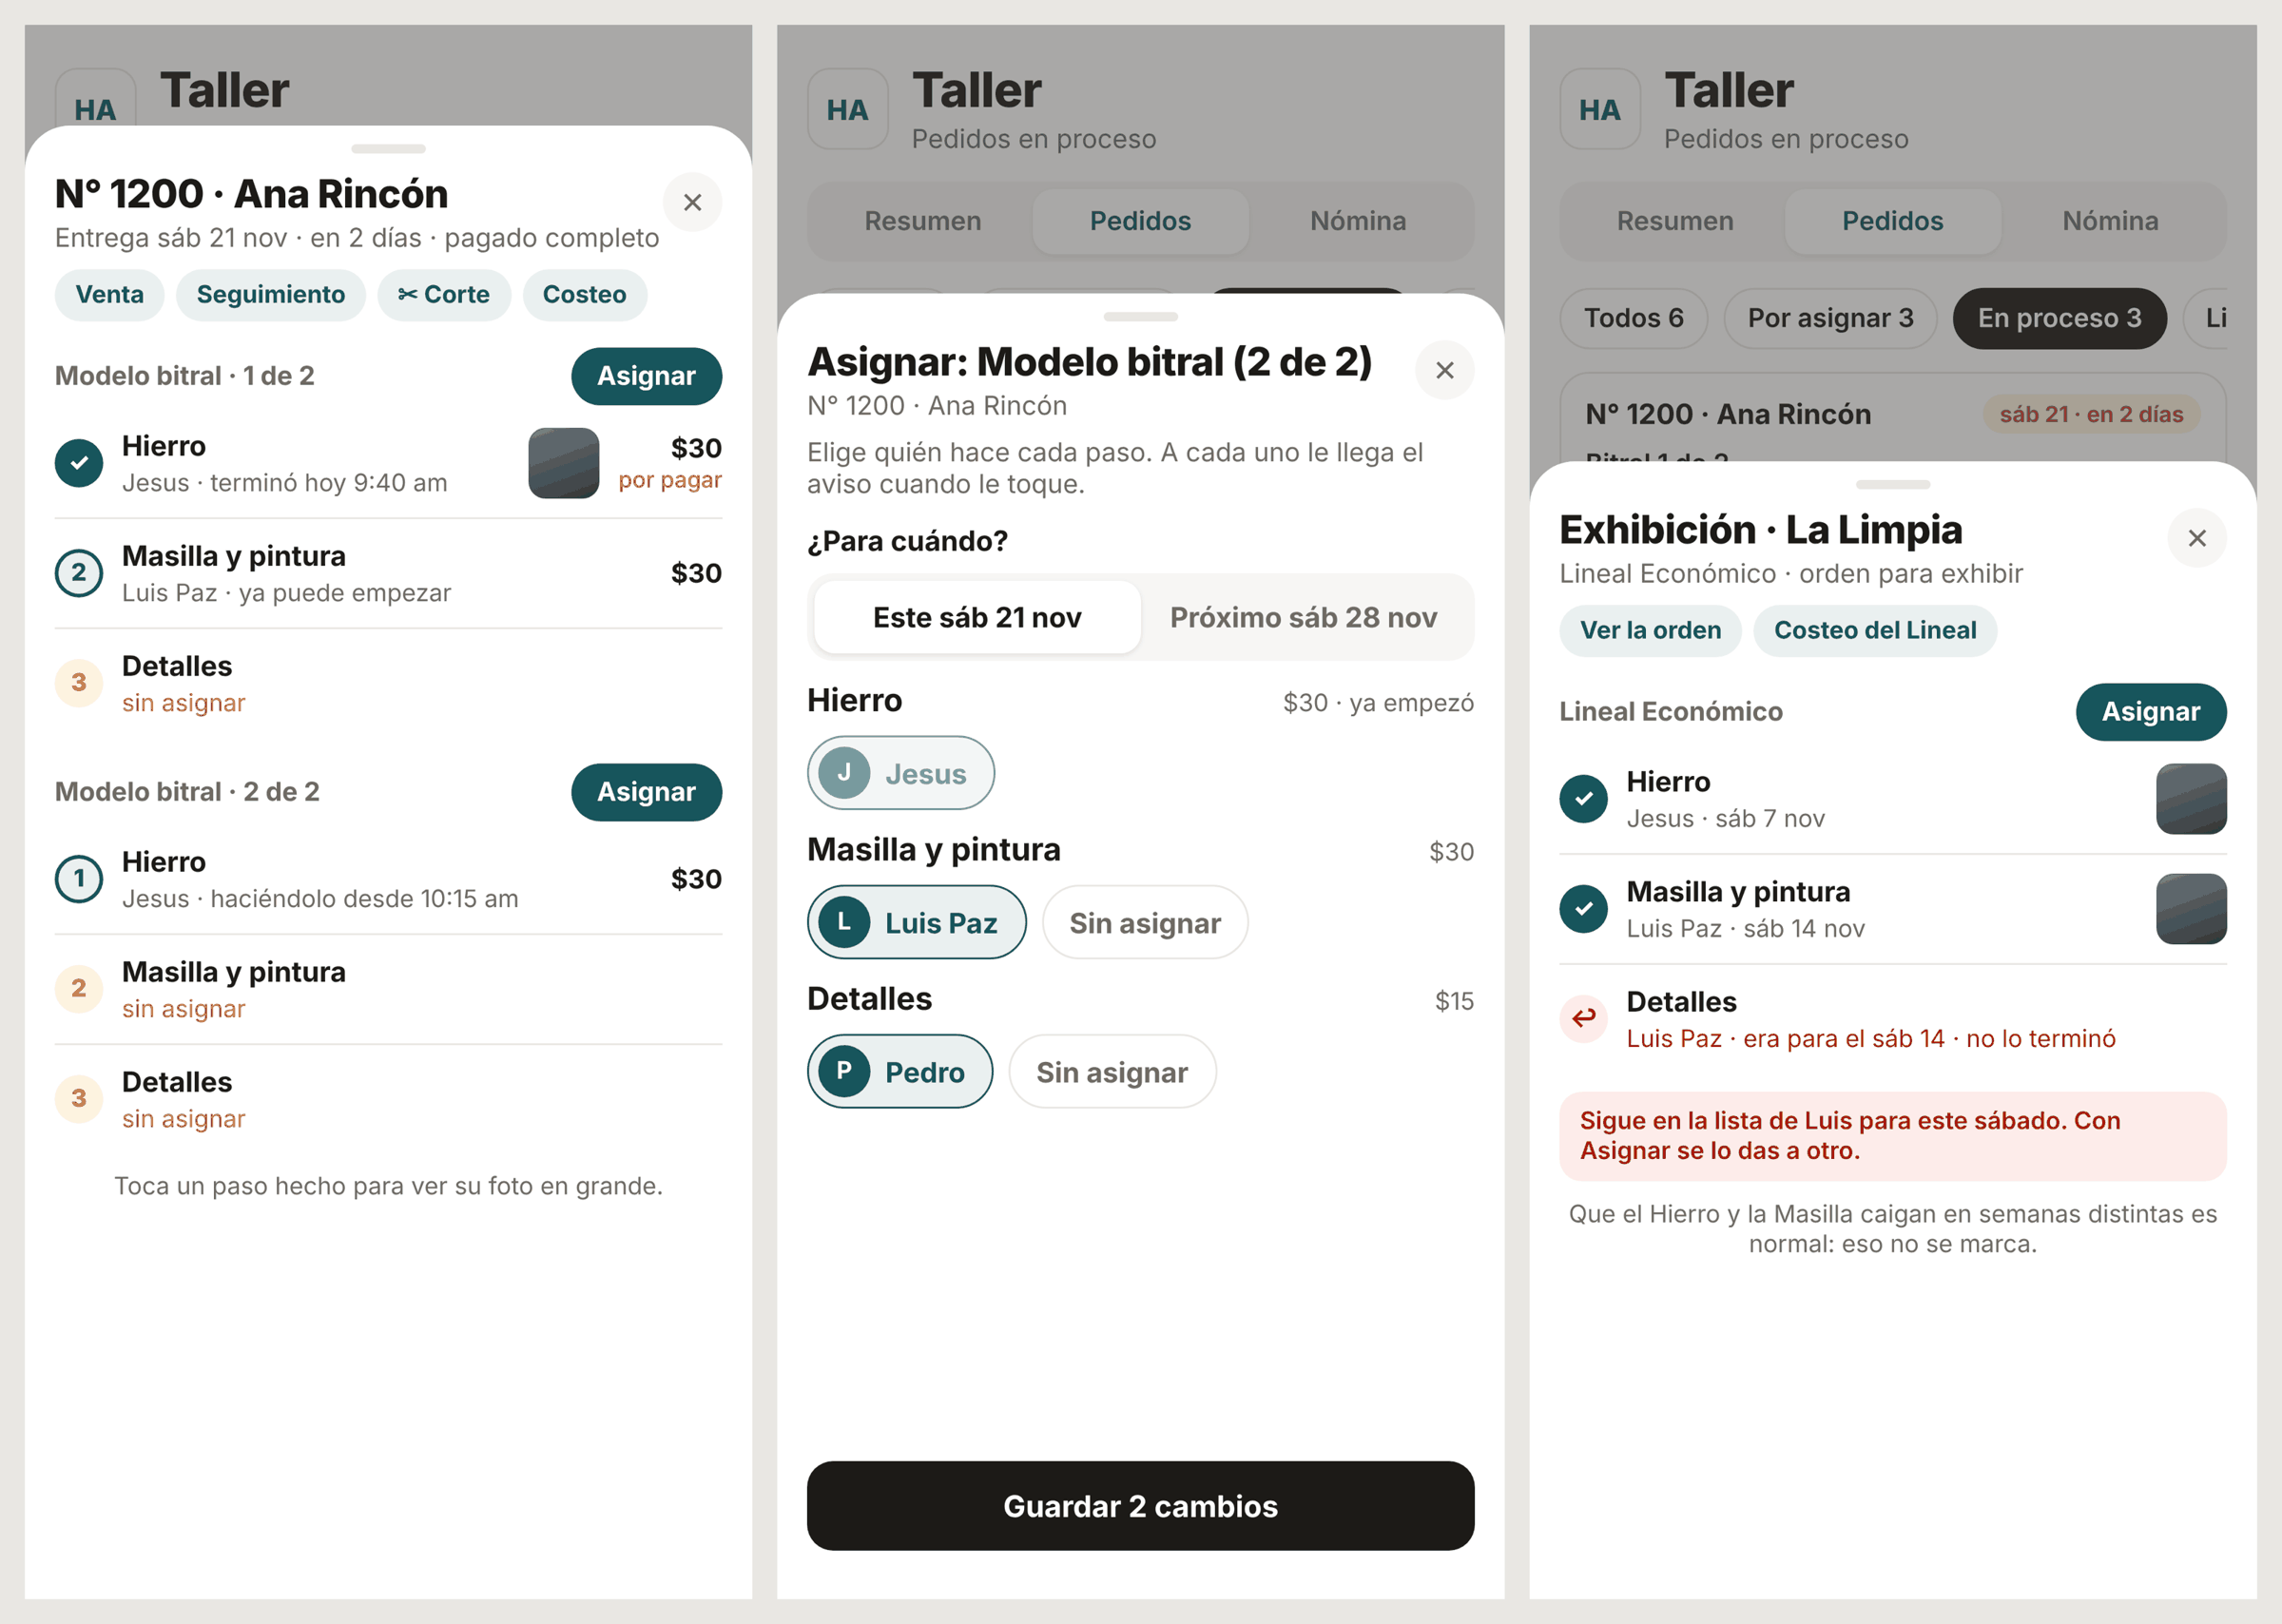 HA
Taller
N° 1200 · Ana Rincón
Entrega sáb 21 nov · en 2 días · pagado completo
Venta
Seguimiento
✂ Corte
Costeo
Modelo bitral · 1 de 2
Asignar
Hierro
Jesus · terminó hoy 9:40 am
$30
por pagar
2
Masilla y pintura
Luis Paz · ya puede empezar
$30
3
Detalles
sin asignar
Modelo bitral · 2 de 2
Asignar
1
Hierro
Jesus · haciéndolo desde 10:15 am
$30
2
Masilla y pintura
sin asignar
3
Detalles
sin asignar
Toca un paso hecho para ver su foto en grande.
HA
Taller
Pedidos en proceso
Resumen
Pedidos
Nómina
Asignar: Modelo bitral (2 de 2)
N° 1200 · Ana Rincón
Elige quién hace cada paso. A cada uno le llega el
aviso cuando le toque.
¿Para cuándo?
Este sáb 21 nov
Próximo sáb 28 nov
Hierro
$30 · ya empezó
J
Jesus
Masilla y pintura
$30
L
Luis Paz
Sin asignar
Detalles
$15
P
Pedro
Sin asignar
Guardar 2 cambios
HA
Taller
Pedidos en proceso
Resumen
Pedidos
Nómina
Todos 6
Por asignar 3
En proceso 3
Li
N° 1200 · Ana Rincón
sáb 21 · en 2 días
Bitral 1 de 2
Exhibición · La Limpia
Lineal Económico · orden para exhibir
Ver la orden
Costeo del Lineal
Lineal Económico
Asignar
Hierro
Jesus · sáb 7 nov
Masilla y pintura
Luis Paz · sáb 14 nov
Detalles
Luis Paz · era para el sáb 14 · no lo terminó
Sigue en la lista de Luis para este sábado. Con
Asignar se lo das a otro.
Que el Hierro y la Masilla caigan en semanas distintas es
normal: eso no se marca.